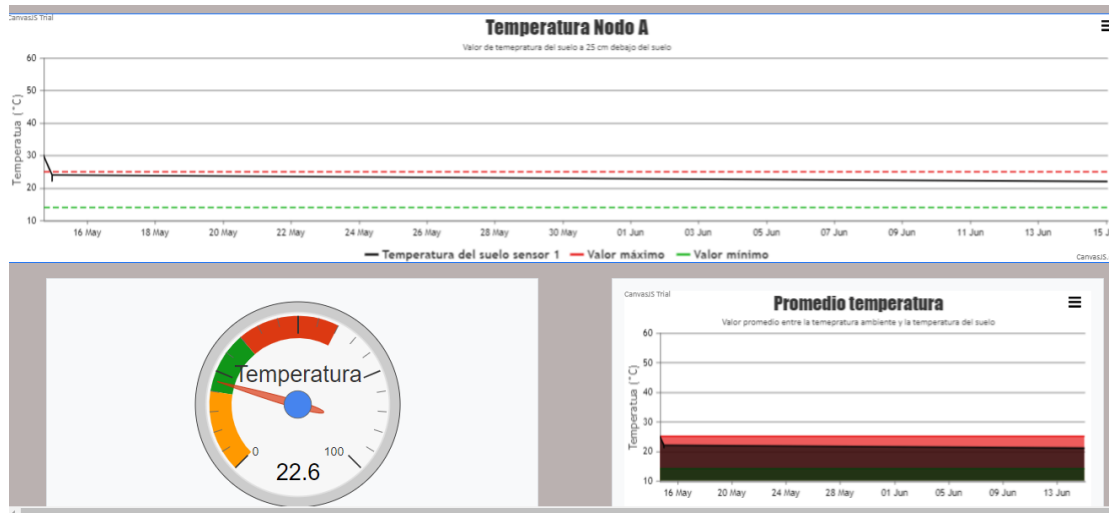 CanvasJS Trial
Temperatura Nodo A
Valor de temepratura del suelo a 25 cm debajo del suelo
Temperatua (°C)
60
50
40
30
20
10
16 May 18 May 20 May 22 May 24 May 26 May 28 May 30 May 01 Jun 03 Jun 05 Jun 07 Jun 09 Jun 11 Jun 13 Jun 15 J
Temperatura del suelo sensor 1 Valor máximo Valor mínimo
CanvasJS.
Temperatura
0 100
22.6
CanvasJS Trial
Promedio temperatura
Valor promedio entre la temepratura ambiente y la temperatura del suelo
Temperatua (°C)
60
50
40
30
20
10
16 May 20 May 24 May 28 May 01 Jun 05 Jun 09 Jun 13 Jun